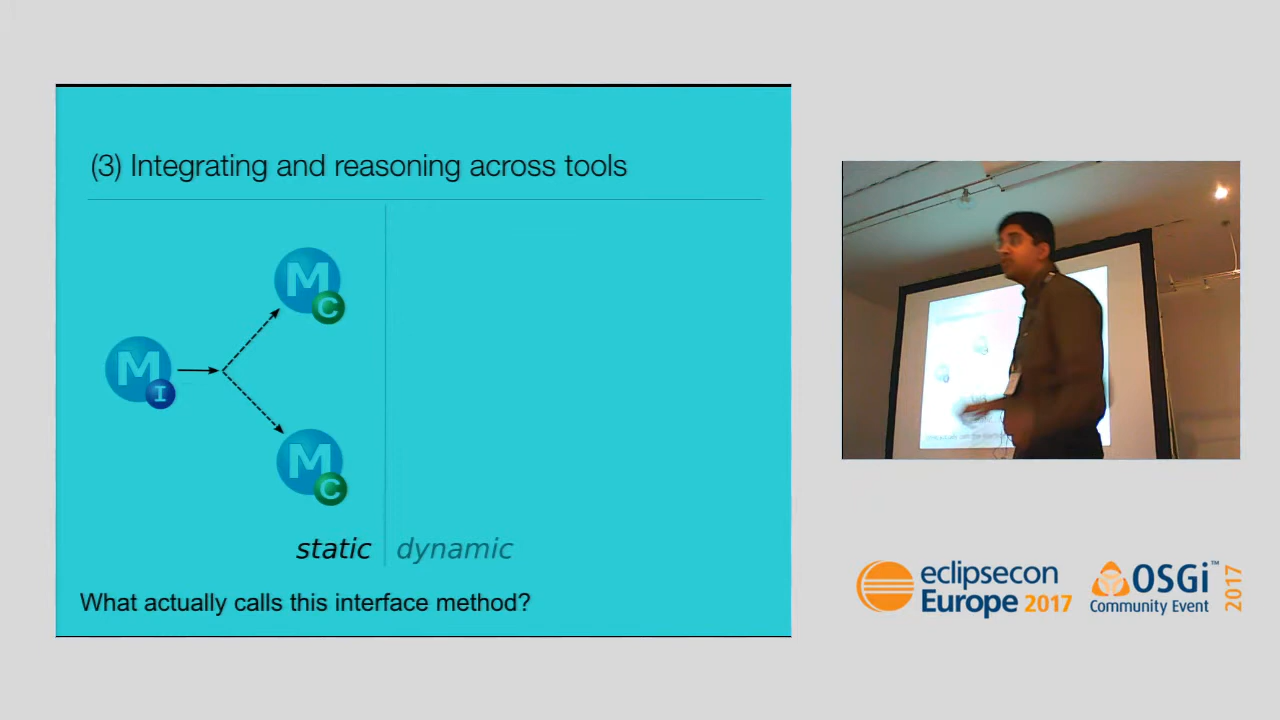 (3) Integrating and reasoning across tools
M
C
M
I
M
C
static
dynamic
What actually calls this interface method?
eclipsecon
Europe 2017
OSGi™
Community Event
2017